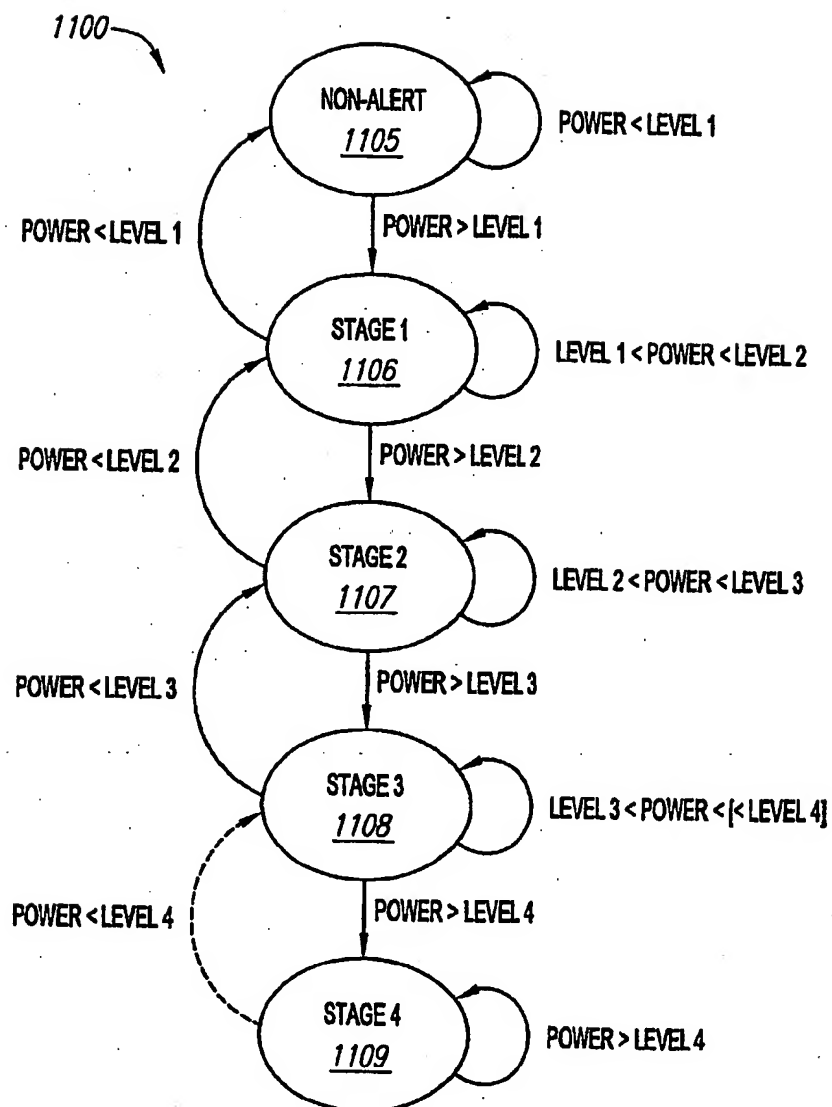 1100
NON-ALERT
1105
POWER < LEVEL 1
POWER < LEVEL 1
POWER > LEVEL 1
STAGE 1
1106
LEVEL 1 < POWER < LEVEL 2
POWER < LEVEL 2
POWER > LEVEL 2
STAGE 2
1107
LEVEL 2 < POWER < LEVEL 3
POWER < LEVEL 3
POWER > LEVEL 3
STAGE 3
1108
LEVEL 3 < POWER < [< LEVEL 4]
POWER < LEVEL 4
POWER > LEVEL 4
STAGE 4
1109
POWER > LEVEL 4